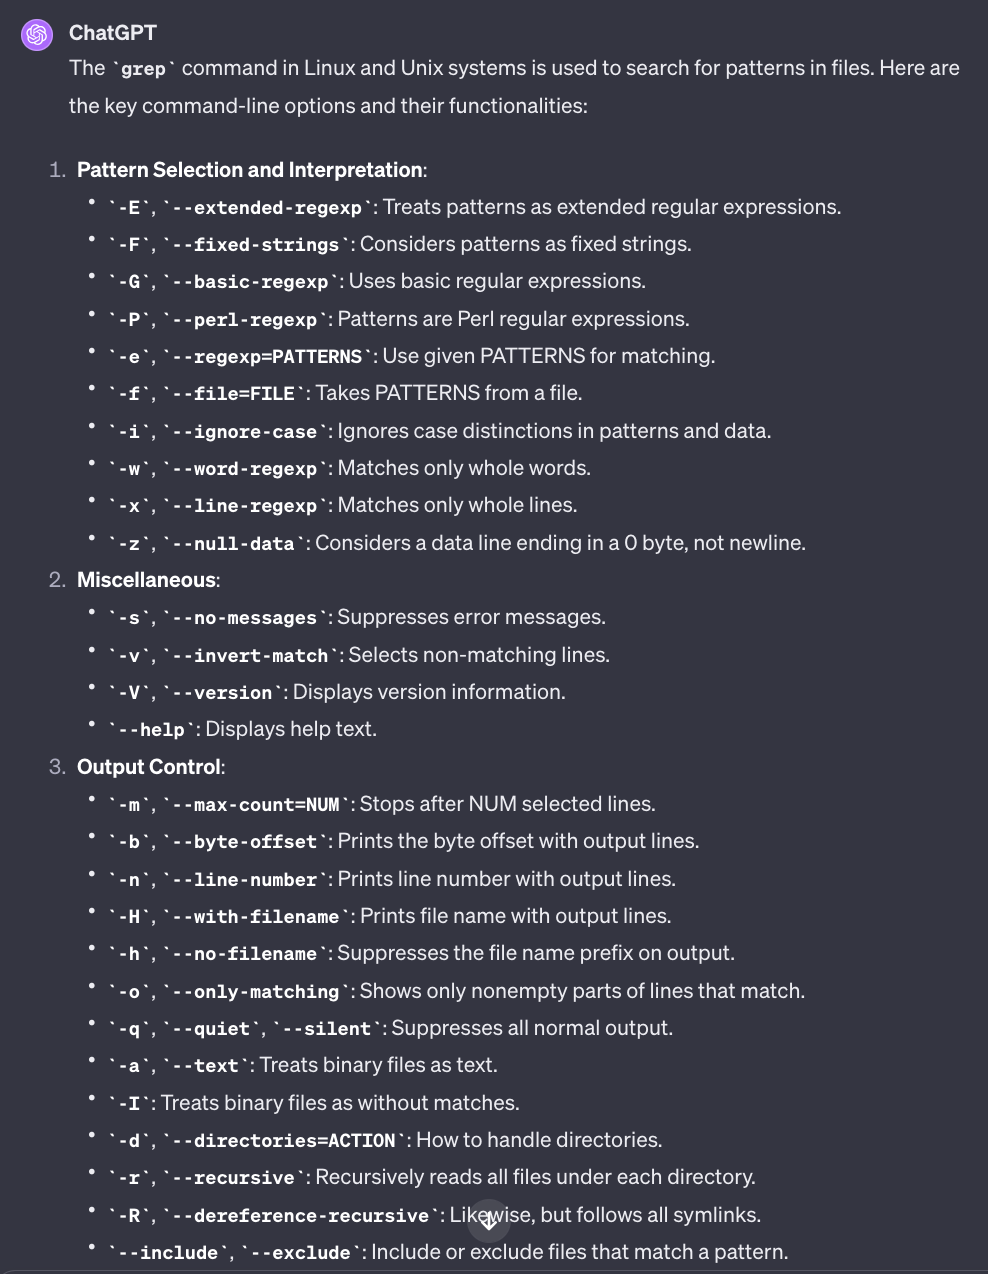 ChatGPT
The `grep` command in Linux and Unix systems is used to search for patterns in files. Here are
the key command-line options and their functionalities:
1. Pattern Selection and Interpretation:
• `-E`, `--extended-regexp`: Treats patterns as extended regular expressions.
• `-F`, `--fixed-strings`: Considers patterns as fixed strings.
• `-G`, `--basic-regexp`: Uses basic regular expressions.
• `-P`, `--perl-regexp`: Patterns are Perl regular expressions.
• `-e`, `--regexp=PATTERNS`: Use given PATTERNS for matching.
• `-f`, `--file=FILE`: Takes PATTERNS from a file.
• `-i`, `--ignore-case`: Ignores case distinctions in patterns and data.
• `-w`, `--word-regexp`: Matches only whole words.
• `-x`, `--line-regexp`: Matches only whole lines.
• `-z`, `--null-data`: Considers a data line ending in a 0 byte, not newline.
2. Miscellaneous:
• `-s`, `--no-messages`: Suppresses error messages.
• `-v`, `--invert-match`: Selects non-matching lines.
• `-V`, `--version`: Displays version information.
• `--help`: Displays help text.
3. Output Control:
• `-m`, `--max-count=NUM`: Stops after NUM selected lines.
• `-b`, `--byte-offset`: Prints the byte offset with output lines.
• `-n`, `--line-number`: Prints line number with output lines.
• `-H`, `--with-filename`: Prints file name with output lines.
• `-h`, `--no-filename`: Suppresses the file name prefix on output.
• `-o`, `--only-matching`: Shows only nonempty parts of lines that match.
• `-q`, `--quiet`, `--silent`: Suppresses all normal output.
• `-a`, `--text`: Treats binary files as text.
• `-I`: Treats binary files as without matches.
• `-d`, `--directories=ACTION`: How to handle directories.
• `-r`, `--recursive`: Recursively reads all files under each directory.
• `-R`, `--dereference-recursive`: Likewise, but follows all symlinks.
• `--include`, `--exclude`: Include or exclude files that match a pattern.